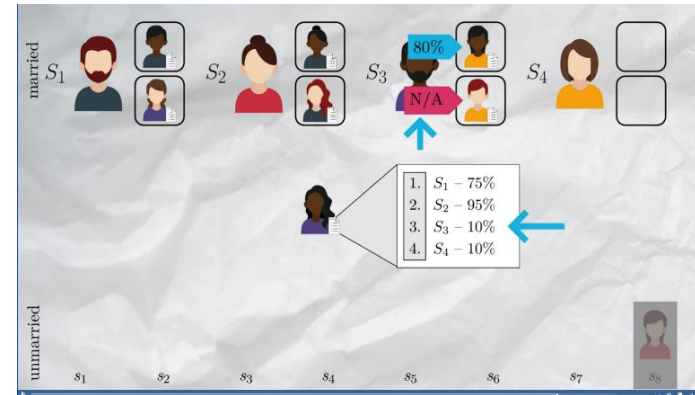 married
S1
S2
S3
S4
80%
N/A
1. S1 – 75%
2. S2 – 95%
3. S3 – 10%
4. S4 – 10%
unmarried
s1 s2 s3 s4 s5 s6 s7 s8